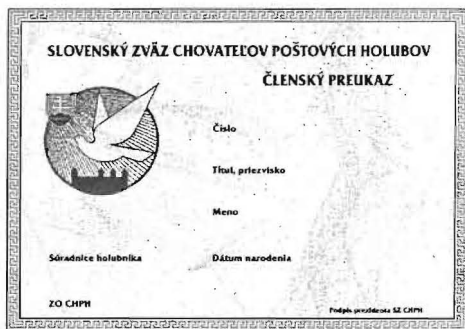 SLOVENSKÝ ZVÄZ CHOVATEĽOV POŠTOVÝCH HOLUBOV
ČLENSKÝ PREUKAZ
Číslo
Titul, priezvisko
Meno
Súradnice holubníka
Dátum narodenia
ZO CHPH
Podpis prezidenta SZ CHPH